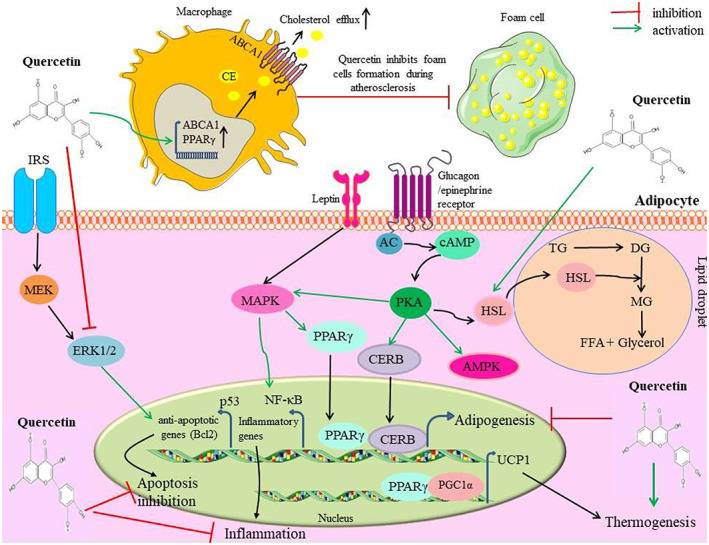 Macrophage
Cholesterol efflux
Foam cell
inhibition
activation
ABCA1
Quercetin
CE
Quercetin inhibits foam
cells formation during
atherosclerosis
Quercetin
ABCA1
PPARγ
IRS
Leptin
Glucagon
/epinephrine
receptor
Adipocyte
AC
cAMP
TG
DG
HSL
MEK
MAPK
PKA
HSL
MG
Lipid droplet
PPARγ
CERB
FFA+ Glycerol
ERK1/2
AMPK
Quercetin
Quercetin
p53
NF-κB
anti-apoptotic
genes (Bcl2)
Inflammatory
genes
Adipogenesis
PPARγ
CERB
UCP1
Apoptosis
inhibition
PPARγ
PGC1α
Nucleus
Inflammation
Thermogenesis